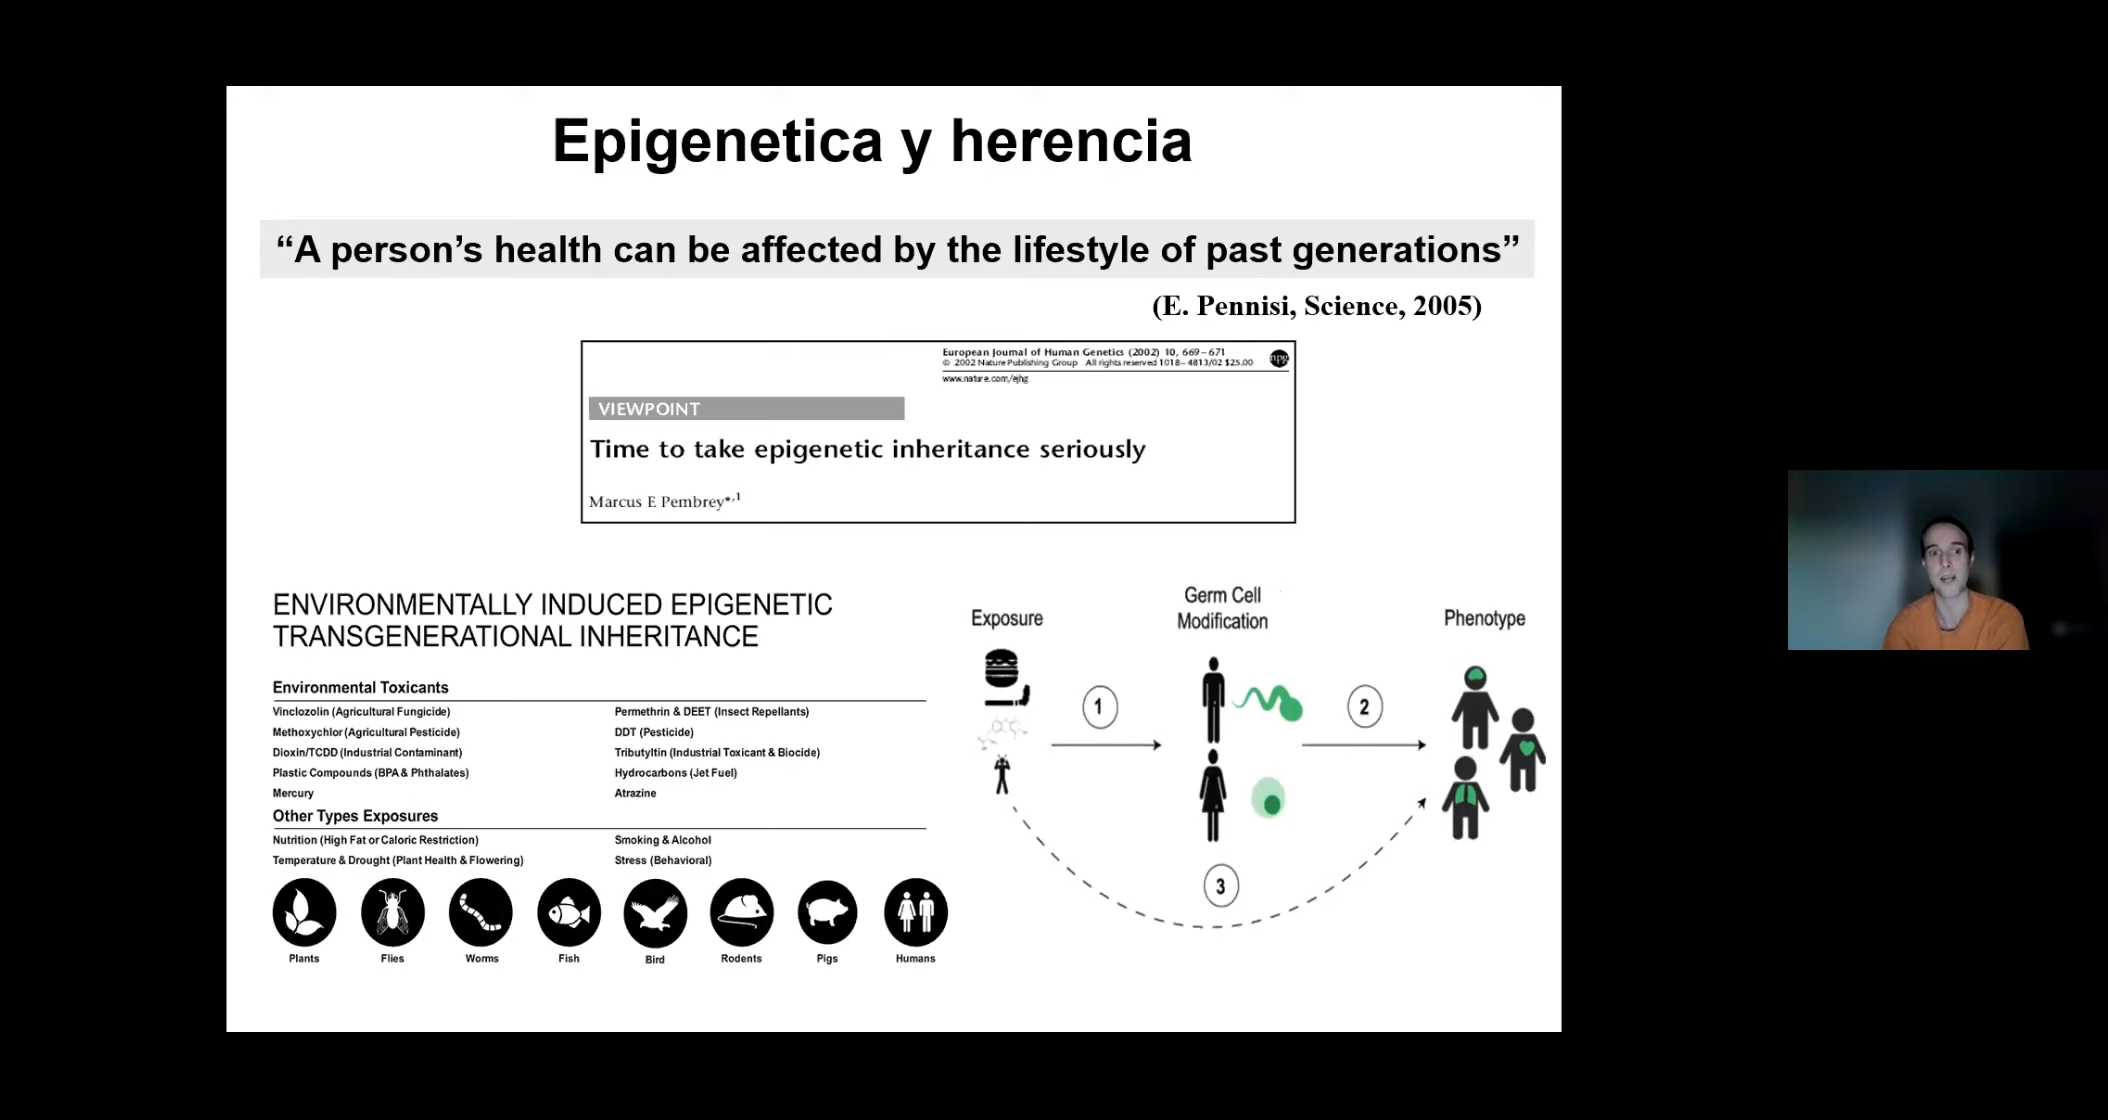 Epigenetica y herencia
“A person’s health can be affected by the lifestyle of past generations”
(E. Pennisi, Science, 2005)
European Journal of Human Genetics (2002) 10, 669–671
© 2002 Nature Publishing Group All rights reserved 1018–4813/02 $25.00
npg
www.nature.com/ejhg
VIEWPOINT
Time to take epigenetic inheritance seriously
Marcus E Pembrey*,1
ENVIRONMENTALLY INDUCED EPIGENETIC
TRANSGENERATIONAL INHERITANCE
Environmental Toxicants
Vinclozolin (Agricultural Fungicide)
Methoxychlor (Agricultural Pesticide)
Dioxin/TCDD (Industrial Contaminant)
Plastic Compounds (BPA & Phthalates)
Mercury
Permethrin & DEET (Insect Repellants)
DDT (Pesticide)
Tributyltin (Industrial Toxicant & Biocide)
Hydrocarbons (Jet Fuel)
Atrazine
Other Types Exposures
Nutrition (High Fat or Caloric Restriction)
Temperature & Drought (Plant Health & Flowering)
Smoking & Alcohol
Stress (Behavioral)
Plants
Flies
Worms
Fish
Bird
Rodents
Pigs
Humans
Exposure
Germ Cell
Modification
Phenotype
1
2
3